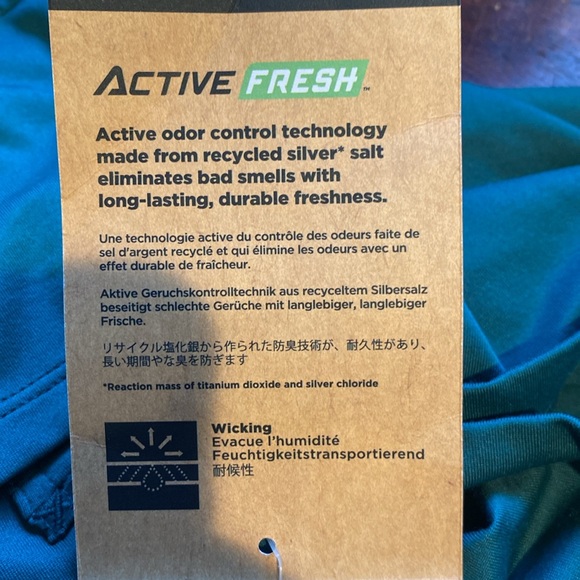 ACTIVE FRESH™
Active odor control technology
made from recycled silver* salt
eliminates bad smells with
long-lasting, durable freshness.
Une technologie active du contrôle des odeurs faite de
sel d'argent recyclé et qui élimine les odeurs avec un
effet durable de fraîcheur.
Aktive Geruchskontrolltechnik aus recyceltem Silbersalz
beseitigt schlechte Gerüche mit langlebiger, langlebiger
Frische.
リサイクル塩化銀から作られた防臭技術が、耐久性があり、
長い期間やな臭を防ぎます
*Reaction mass of titanium dioxide and silver chloride
Wicking
Evacue l'humidité
Feuchtigkeitstransportierend
耐候性